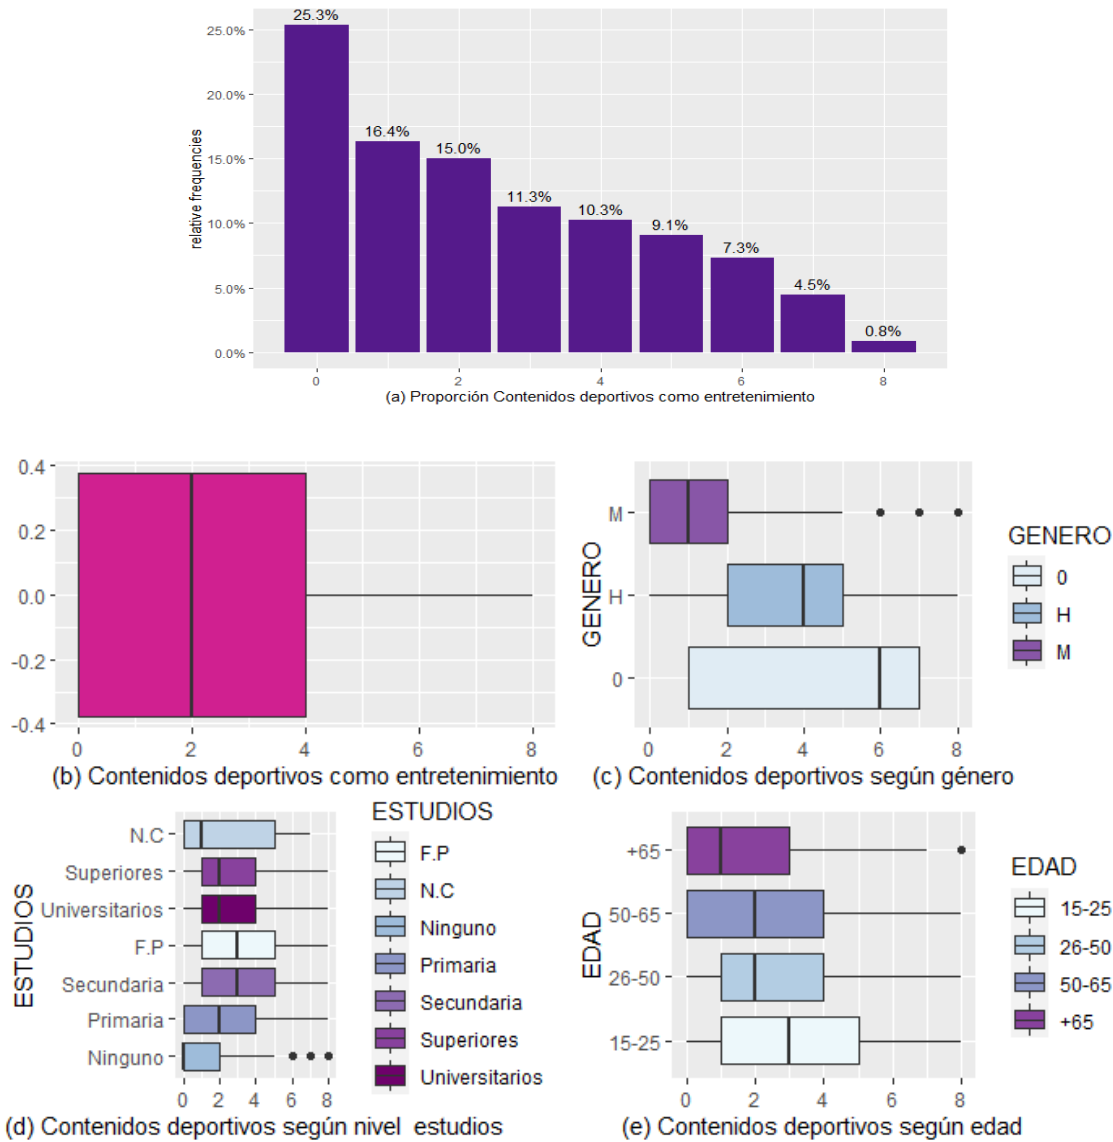 25.3%
25.0%
20.0%
16.4%
15.0%
15.0%
11.3%
10.3%
10.0%
9.1%
7.3%
5.0%
4.5%
0.8%
0.0%
relative frequencies
0 2 4 6 8
(a) Proporción Contenidos deportivos como entretenimiento
0.4
0.2
0.0
-0.2
-0.4
0 2 4 6 8
(b) Contenidos deportivos como entretenimiento
GENERO
M
H
0
0 2 4 6 8
(c) Contenidos deportivos según género
GENERO
0
H
M
ESTUDIOS
N.C
Superiores
Universitarios
F.P
Secundaria
Primaria
Ninguno
0 2 4 6 8
(d) Contenidos deportivos según nivel estudios
ESTUDIOS
F.P
N.C
Ninguno
Primaria
Secundaria
Superiores
Universitarios
EDAD
+65
50-65
26-50
15-25
0 2 4 6 8
(e) Contenidos deportivos según edad
EDAD
15-25
26-50
50-65
+65